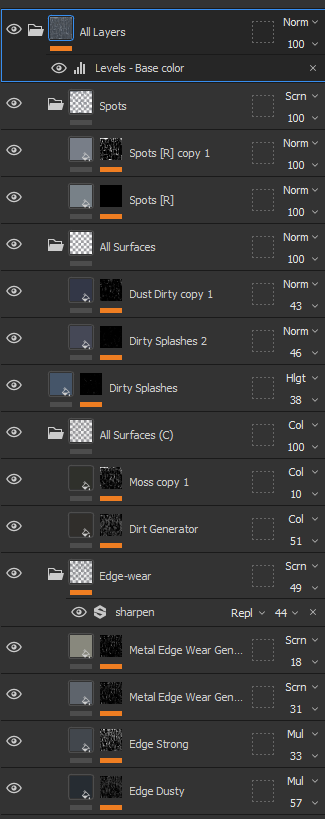 All Layers Norm
100
Levels - Base color ×
Spots Scrn
100
Spots [R] copy 1 Norm
100
Spots [R] Norm
100
All Surfaces Norm
100
Dust Dirty copy 1 Norm
43
Dirty Splashes 2 Norm
46
Dirty Splashes Hlgt
38
All Surfaces (C) Col
100
Moss copy 1 Col
10
Dirt Generator Col
51
Edge-wear Scrn
49
sharpen Repl 44 ×
Metal Edge Wear Gen... Scrn
18
Metal Edge Wear Gen... Scrn
31
Edge Strong Mul
33
Edge Dusty Mul
57